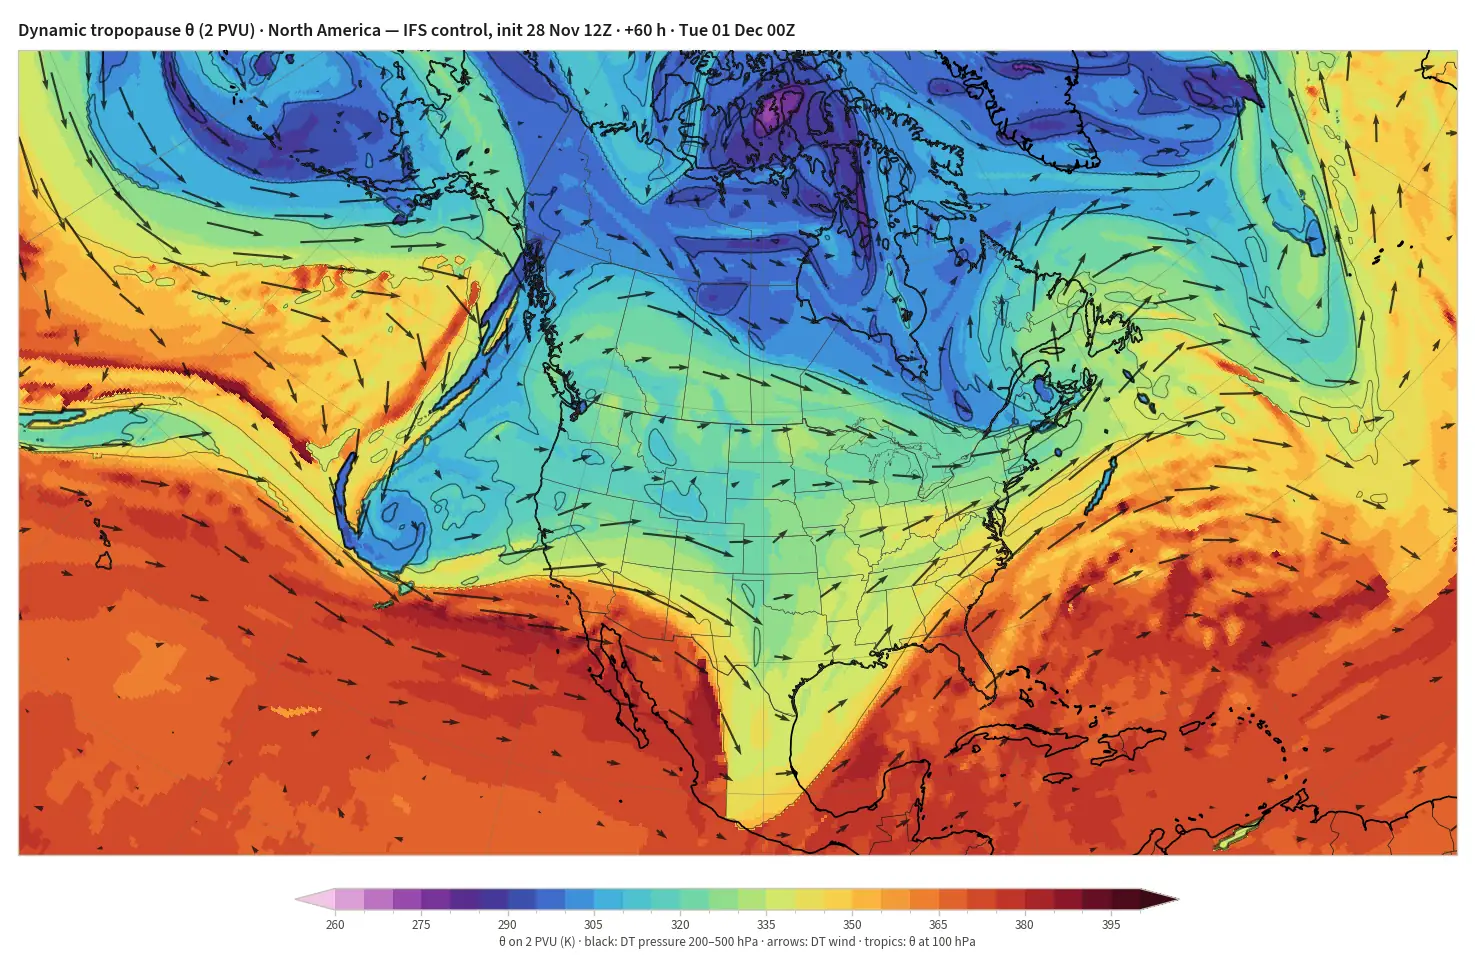 Dynamic tropopause θ (2 PVU) · North America — IFS control, init 28 Nov 12Z · +60 h · Tue 01 Dec 00Z
260 275 290 305 320 335 350 365 380 395
θ on 2 PVU (K) · black: DT pressure 200–500 hPa · arrows: DT wind · tropics: θ at 100 hPa